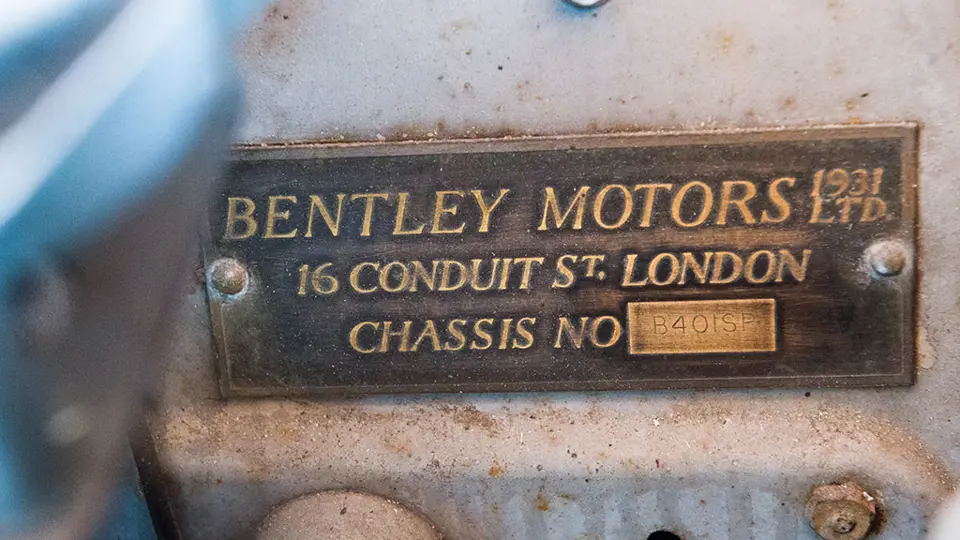 BENTLEY MOTORS 1931 LTD.
16 CONDUIT ST. LONDON
CHASSIS NO B401SP